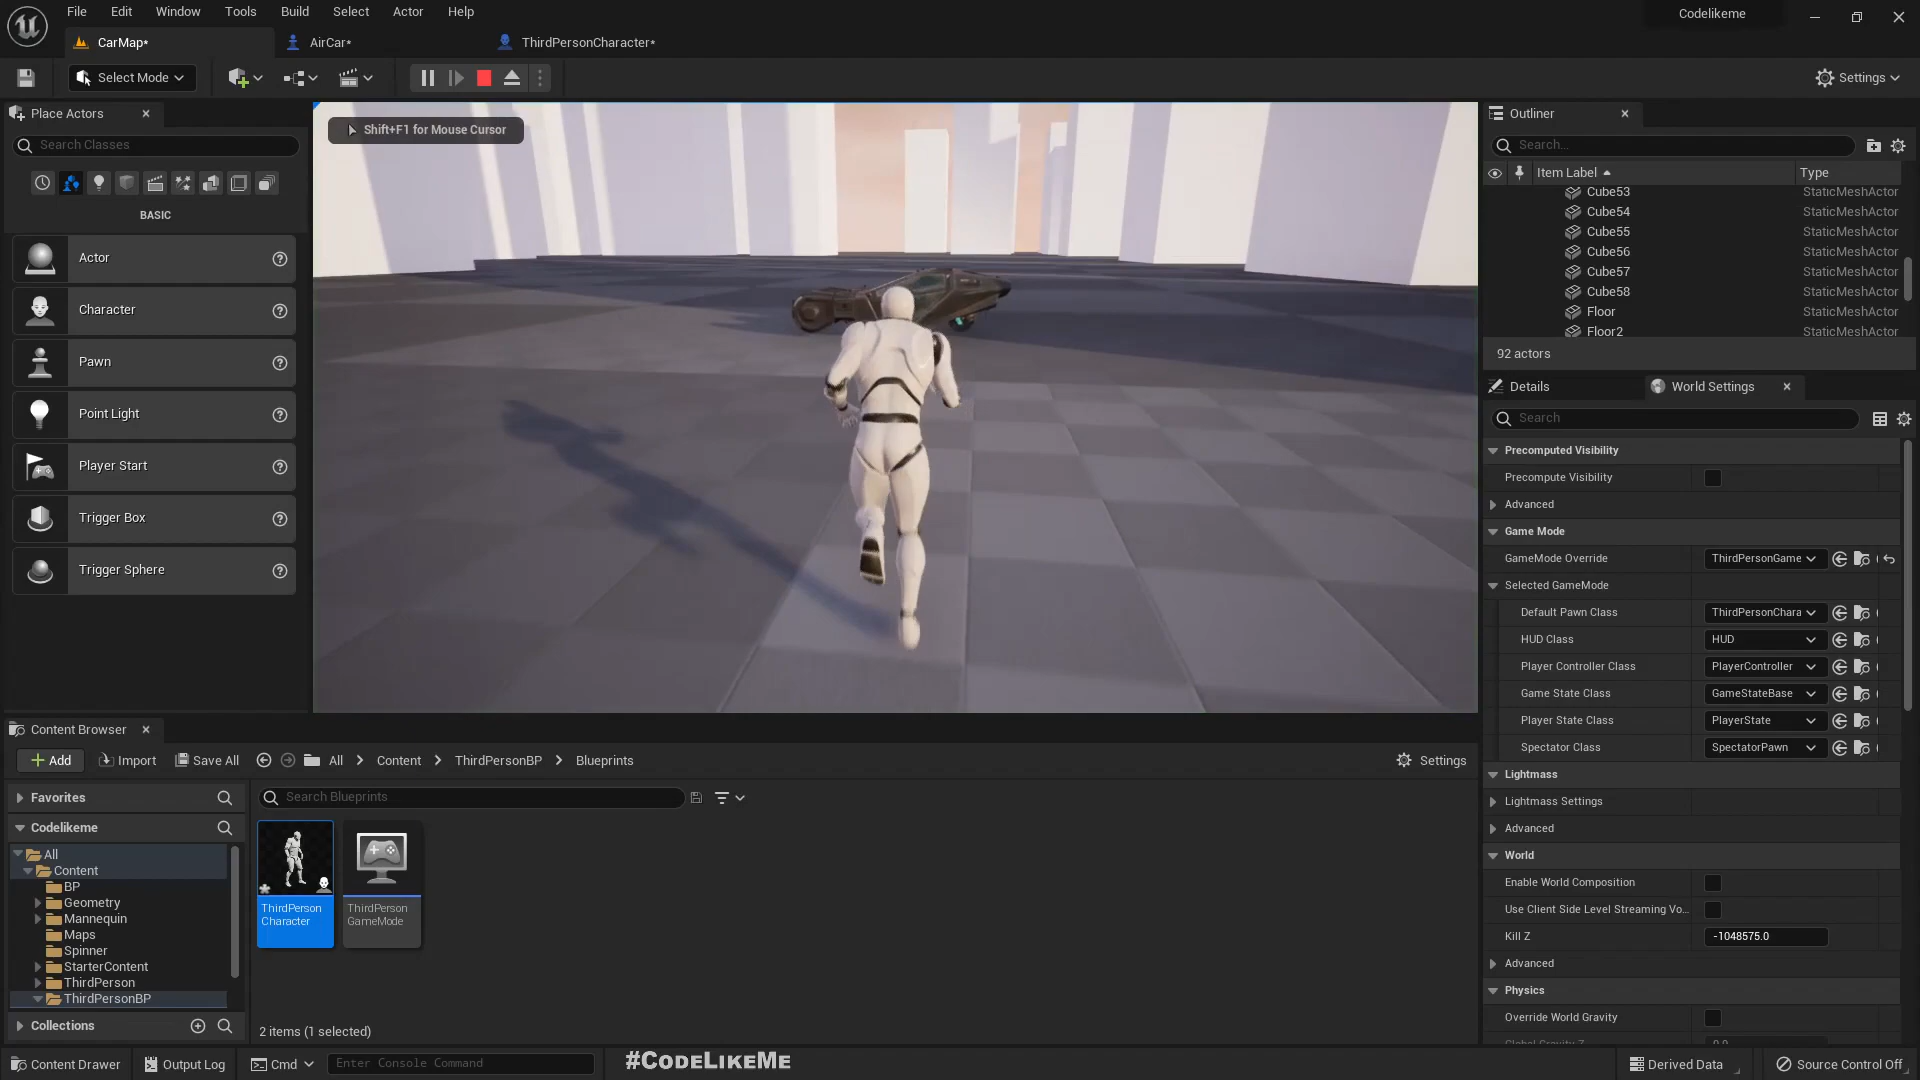 File Edit Window Tools Build Select Actor Help
Codelikeme
CarMap*
AirCar*
ThirdPersonCharacter*
Select Mode
Settings
Place Actors
Search Classes
BASIC
Actor
Character
Pawn
Point Light
Player Start
Trigger Box
Trigger Sphere
Shift+F1 for Mouse Cursor
Outliner
Search...
Item Label Type
Cube53 StaticMeshActor
Cube54 StaticMeshActor
Cube55 StaticMeshActor
Cube56 StaticMeshActor
Cube57 StaticMeshActor
Cube58 StaticMeshActor
Floor StaticMeshActor
Floor2 StaticMeshActor
92 actors
Details
World Settings
Search
Precomputed Visibility
Precompute Visibility
Advanced
Game Mode
GameMode Override ThirdPersonGame
Selected GameMode
Default Pawn Class ThirdPersonChara
HUD Class HUD
Player Controller Class PlayerController
Game State Class GameStateBase
Player State Class PlayerState
Spectator Class SpectatorPawn
Lightmass
Lightmass Settings
Advanced
World
Enable World Composition
Use Client Side Level Streaming Vo...
Kill Z -1048575.0
Advanced
Physics
Override World Gravity
Content Browser
Add Import Save All All Content ThirdPersonBP Blueprints Settings
Favorites
Search Blueprints
Codelikeme
All
Content
BP
Geometry
Mannequin
Maps
Spinner
StarterContent
ThirdPerson
ThirdPersonBP
Collections
ThirdPerson
Character
ThirdPerson
GameMode
2 items (1 selected)
Content Drawer Output Log Cmd Enter Console Command #CODELIKEME Derived Data Source Control Off